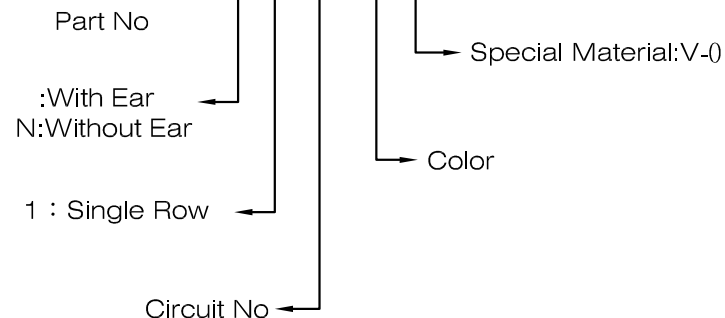 Part No
Special Material:V-0
:With Ear
N:Without Ear
Color
1：Single Row
Circuit No